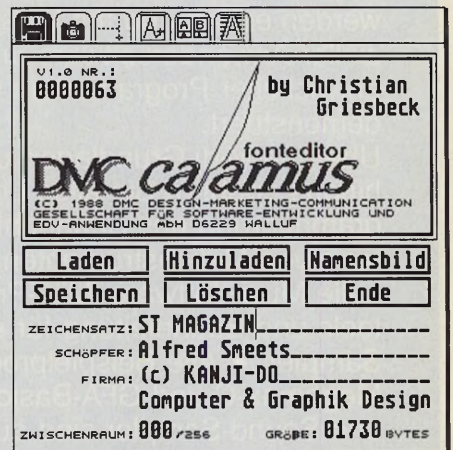 V1.0 NR.:
0000063
by Christian
Griesbeck
fonteditor
DMC calamus
(C) 1988 DMC DESIGN-MARKETING-COMMUNICATION
GESELLSCHAFT FÜR SOFTWARE-ENTWICKLUNG UND
EDV-ANWENDUNG MBH D6229 WALLUF
Laden Hinzuladen Namensbild
Speichern Löschen Ende
ZEICHENSATZ: ST MAGAZIN
SCHÖPFER: Alfred Smeets
FIRMA: (c) KANJI-DO
Computer & Graphik Design
ZWISCHENRAUM: 000 /256 GRÖßE: 01730 BYTES